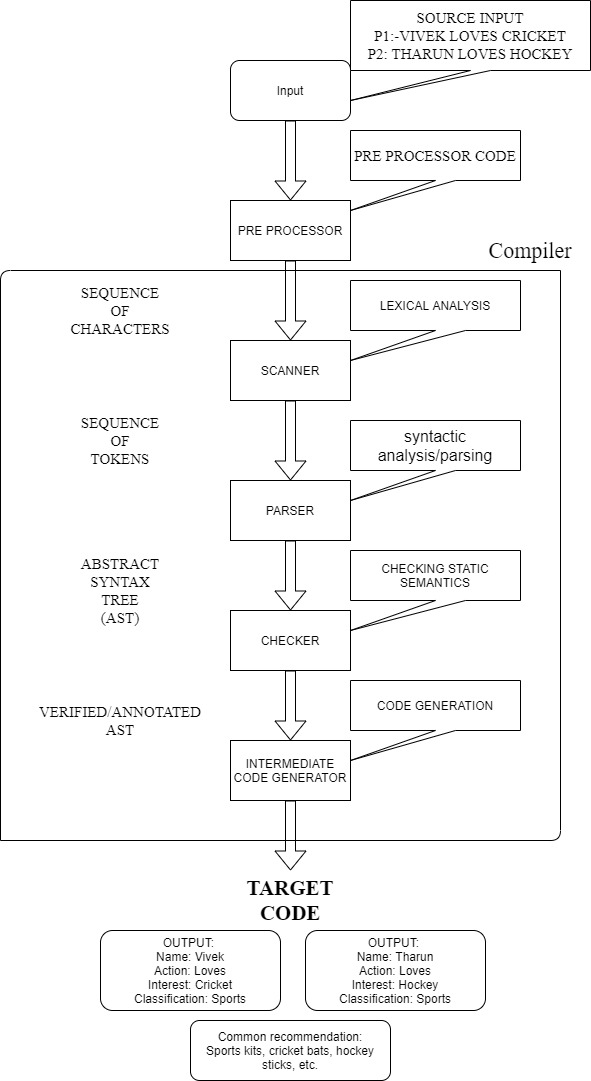 SOURCE INPUT
P1:-VIVEK LOVES CRICKET
P2: THARUN LOVES HOCKEY
Input
PRE PROCESSOR CODE
PRE PROCESSOR
Compiler
SEQUENCE
OF
CHARACTERS
LEXICAL ANALYSIS
SCANNER
SEQUENCE
OF
TOKENS
syntactic
analysis/parsing
PARSER
ABSTRACT
SYNTAX
TREE
(AST)
CHECKING STATIC
SEMANTICS
CHECKER
VERIFIED/ANNOTATED
AST
CODE GENERATION
INTERMEDIATE
CODE GENERATOR
TARGET
CODE
OUTPUT:
Name: Vivek
Action: Loves
Interest: Cricket
Classification: Sports
OUTPUT:
Name: Tharun
Action: Loves
Interest: Hockey
Classification: Sports
Common recommendation:
Sports kits, cricket bats, hockey
sticks, etc.